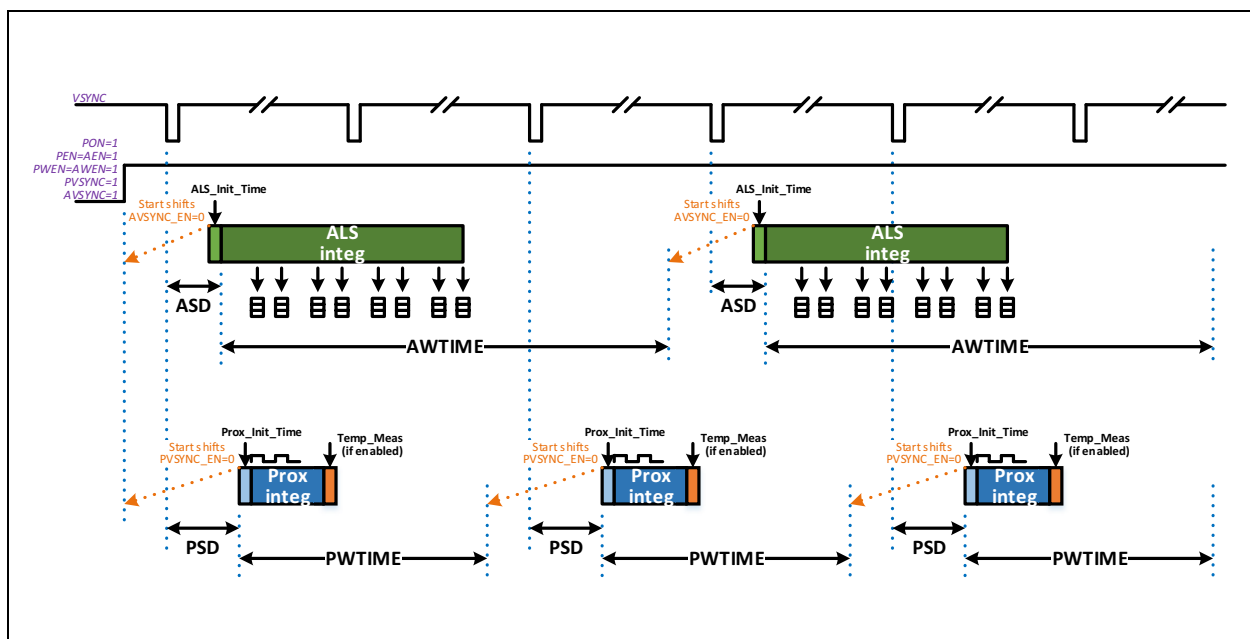 VSYNC
PON=1
PEN=AEN=1
PWEN=AWEN=1
PVSYNC=1
AVSYNC=1
ALS_Init_Time
Start shifts
AVSYNC_EN=0
ALS
integ
ASD
AWTIME
ALS_Init_Time
Start shifts
AVSYNC_EN=0
ALS
integ
ASD
AWTIME
Prox_Init_Time
Start shifts
PVSYNC_EN=0
Temp_Meas
(if enabled)
Prox
integ
PSD
PWTIME
Prox_Init_Time
Start shifts
PVSYNC_EN=0
Temp_Meas
(if enabled)
Prox
integ
PSD
PWTIME
Prox_Init_Time
Start shifts
PVSYNC_EN=0
Temp_Meas
(if enabled)
Prox
integ
PSD
PWTIME